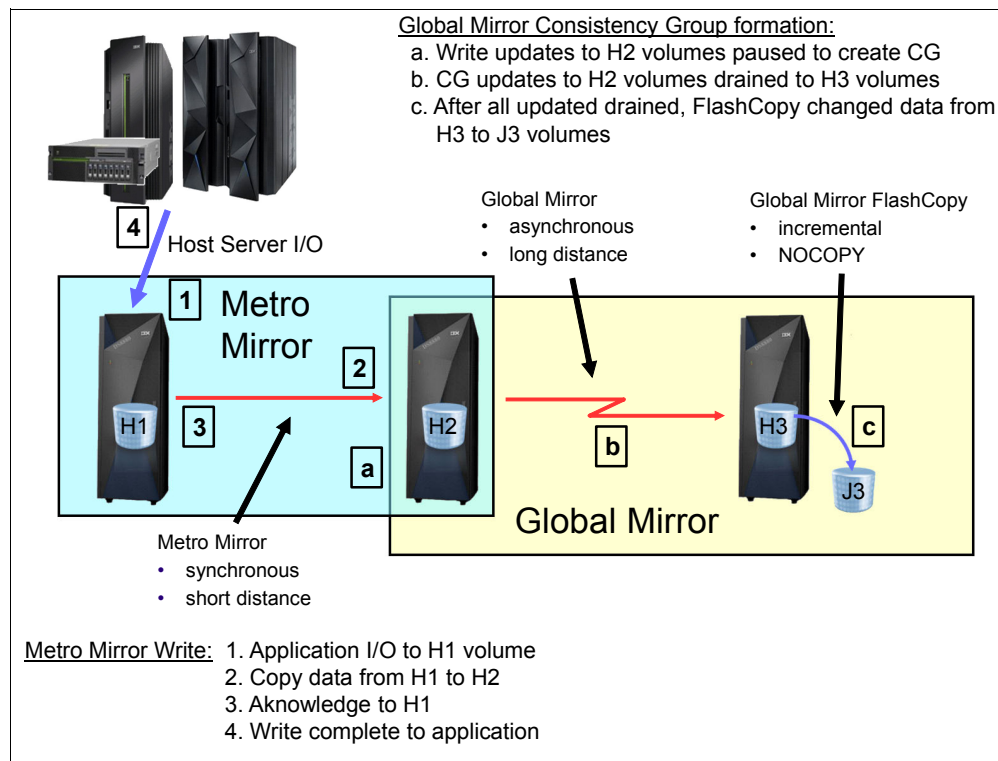 Global Mirror Consistency Group formation:
a. Write updates to H2 volumes paused to create CG
b. CG updates to H2 volumes drained to H3 volumes
c. After all updated drained, FlashCopy changed data from
H3 to J3 volumes
4
Host Server I/O
Global Mirror
• asynchronous
• long distance
Global Mirror FlashCopy
• incremental
• NOCOPY
1
Metro
Mirror
2
H1
3
H2
a
b
H3
c
J3
Global Mirror
Metro Mirror
• synchronous
• short distance
Metro Mirror Write: 1. Application I/O to H1 volume
2. Copy data from H1 to H2
3. Aknowledge to H1
4. Write complete to application